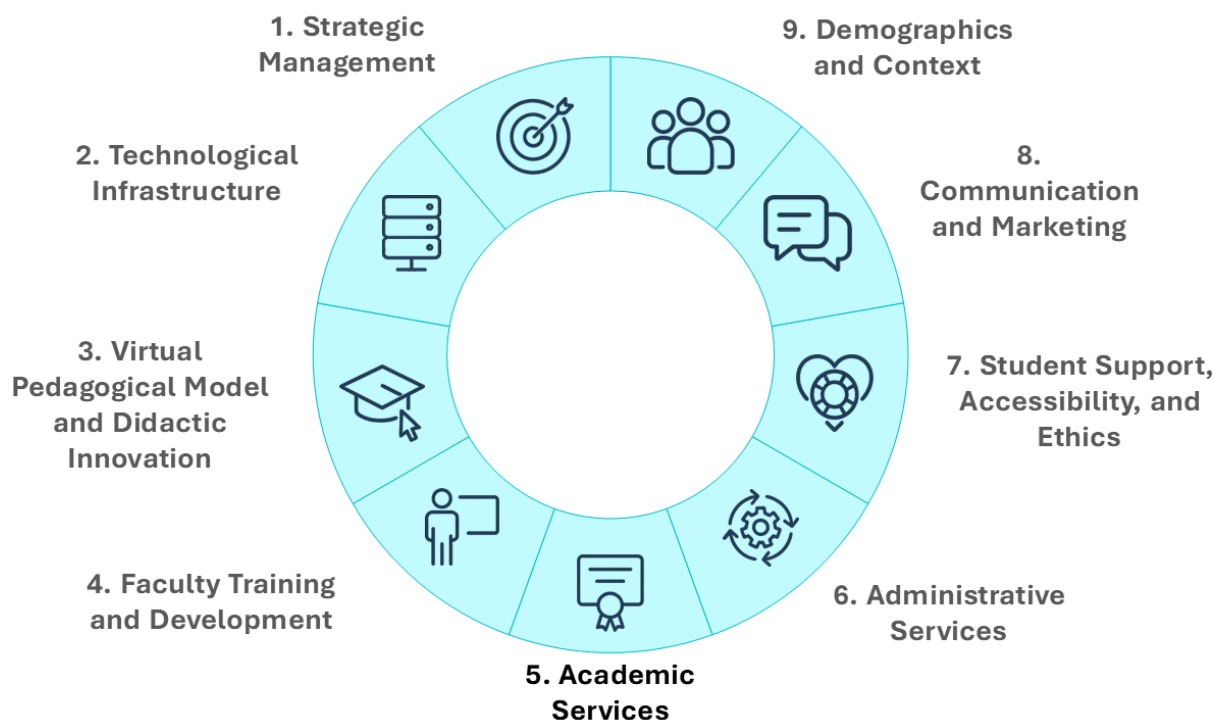 1. Strategic
Management
2. Technological
Infrastructure
3. Virtual
Pedagogical Model
and Didactic
Innovation
4. Faculty Training
and Development
5. Academic
Services
6. Administrative
Services
7. Student Support,
Accessibility, and
Ethics
8.
Communication
and Marketing
9. Demographics
and Context